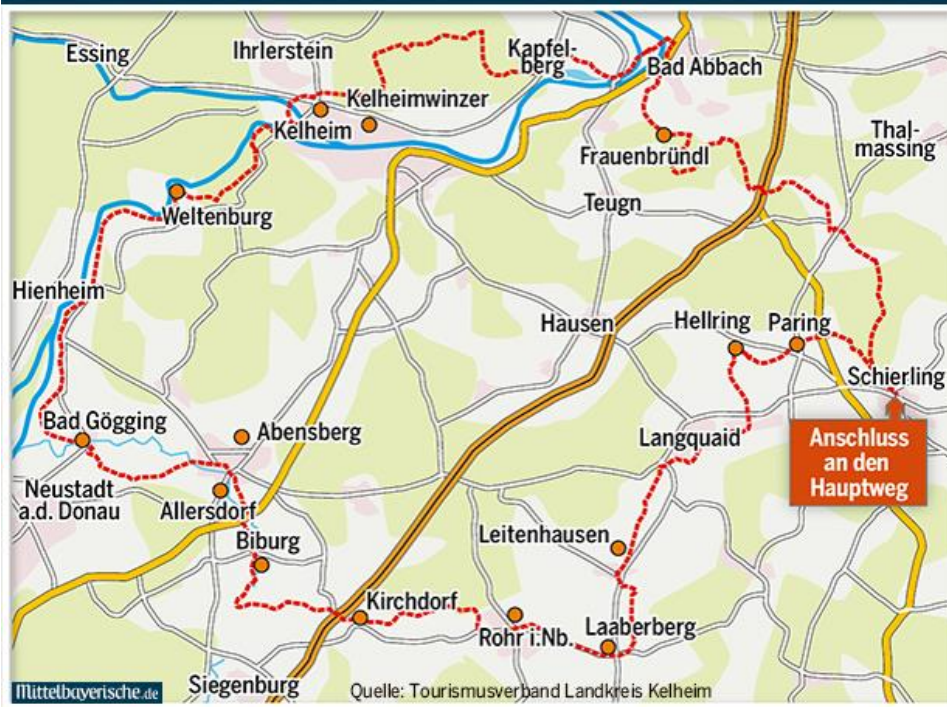 Essing
Ihrlerstein
Kapfel-
berg
Bad Abbach
Kelheimwinzer
Kelheim
Frauenbründl
Thal-
massing
Weltenburg
Teugn
Hienheim
Hausen
Hellring
Paring
Schierling
Anschluss
an den
Hauptweg
Bad Gögging
Abensberg
Langquaid
Neustadt
a.d. Donau
Allersdorf
Biburg
Leitenhausen
Kirchdorf
Rohr i.Nb.
Laaberberg
Siegenburg
Mittelbayerische.de
Quelle: Tourismusverband Landkreis Kelheim